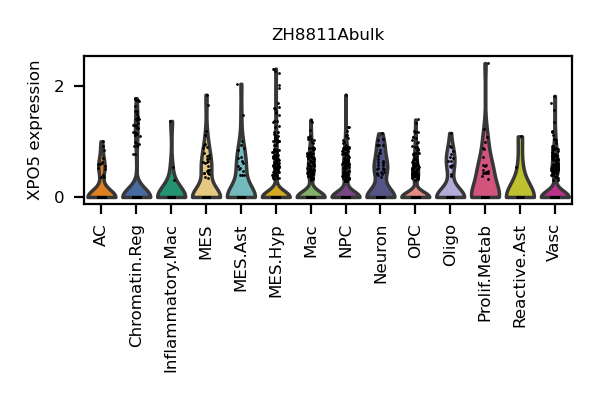 ZH8811Abulk
XPO5 expression
2
0
AC
Chromatin.Reg
Inflammatory.Mac
MES
MES.Ast
MES.Hyp
Mac
NPC
Neuron
OPC
Oligo
Prolif.Metab
Reactive.Ast
Vasc